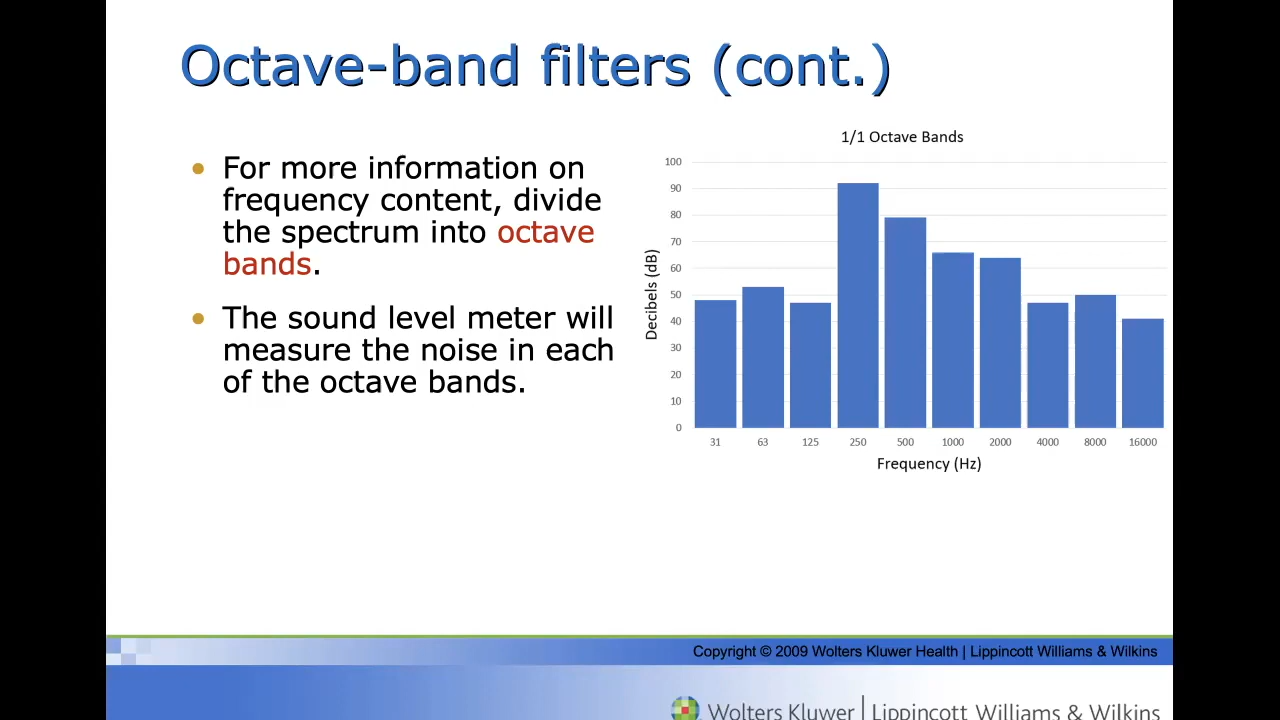 Octave-band filters (cont.)
For more information on
frequency content, divide
the spectrum into octave
bands.
The sound level meter will
measure the noise in each
of the octave bands.
1/1 Octave Bands
Decibels (dB)
100
90
80
70
60
50
40
30
20
10
0
31 63 125 250 500 1000 2000 4000 8000 16000
Frequency (Hz)
Copyright © 2009 Wolters Kluwer Health | Lippincott Williams & Wilkins
Wolters Kluwer | Lippincott Williams & Wilkins